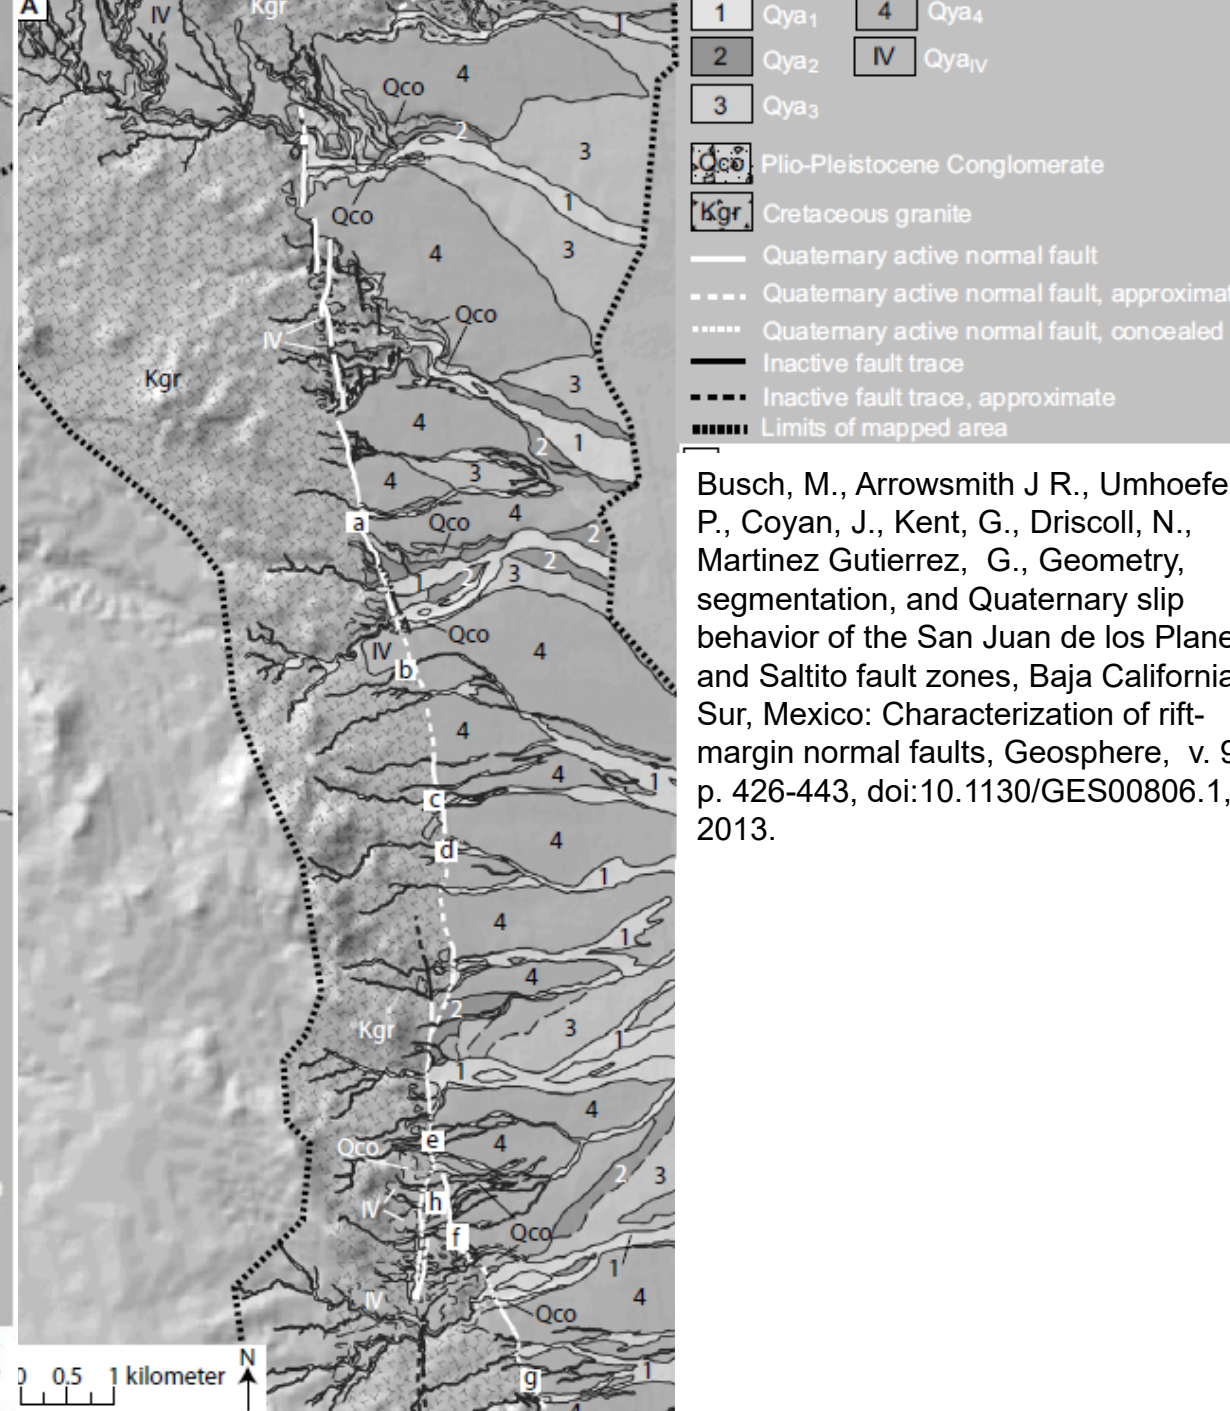 A
IV
Kgr
1
4
Qco
2
3
1
Qco
4
3
Qco
IV
3
Kgr
4
2
1
3
4
4
a
Qco
2
2
1
2
3
Qco
IV
4
b
4
4
1
c
4
d
1
4
1
4
2
3
Kgr
1
1
4
e
4
Qco
2
3
h
IV
f
Qco
1
4
IV
Qco
1
g
4
0 0.5 1 kilometer
N
1 Qya1
4 Qya4
2 Qya2
IV QyaIV
3 Qya3
Qco Plio-Pleistocene Conglomerate
Kgr Cretaceous granite
Quaternary active normal fault
Quaternary active normal fault, approximat
Quaternary active normal fault, concealed
Inactive fault trace
Inactive fault trace, approximate
Limits of mapped area
Busch, M., Arrowsmith J R., Umhoefe
P., Coyan, J., Kent, G., Driscoll, N.,
Martinez Gutierrez, G., Geometry,
segmentation, and Quaternary slip
behavior of the San Juan de los Plane
and Saltito fault zones, Baja California
Sur, Mexico: Characterization of rift-
margin normal faults, Geosphere, v. 9
p. 426-443, doi:10.1130/GES00806.1,
2013.